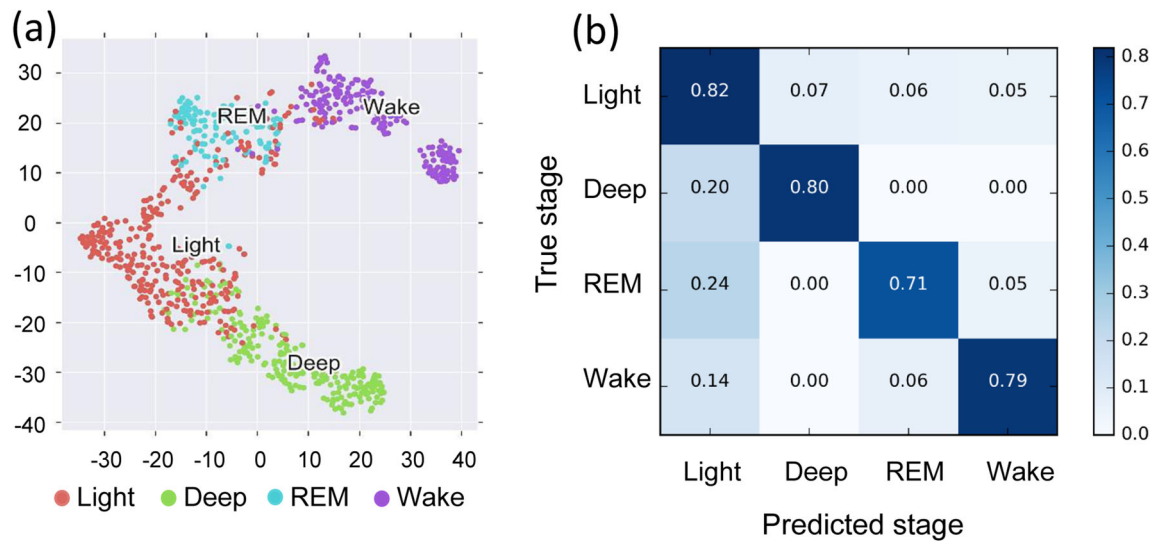 (a)
30
20
10
0
-10
-20
-30
-40
REM
Wake
Light
Deep
-30 -20 -10 0 10 20 30 40
Light Deep REM Wake
(b)
True stage
Light 0.82 0.07 0.06 0.05
Deep 0.20 0.80 0.00 0.00
REM 0.24 0.00 0.71 0.05
Wake 0.14 0.00 0.06 0.79
Light Deep REM Wake
Predicted stage
0.8
0.7
0.6
0.5
0.4
0.3
0.2
0.1
0.0